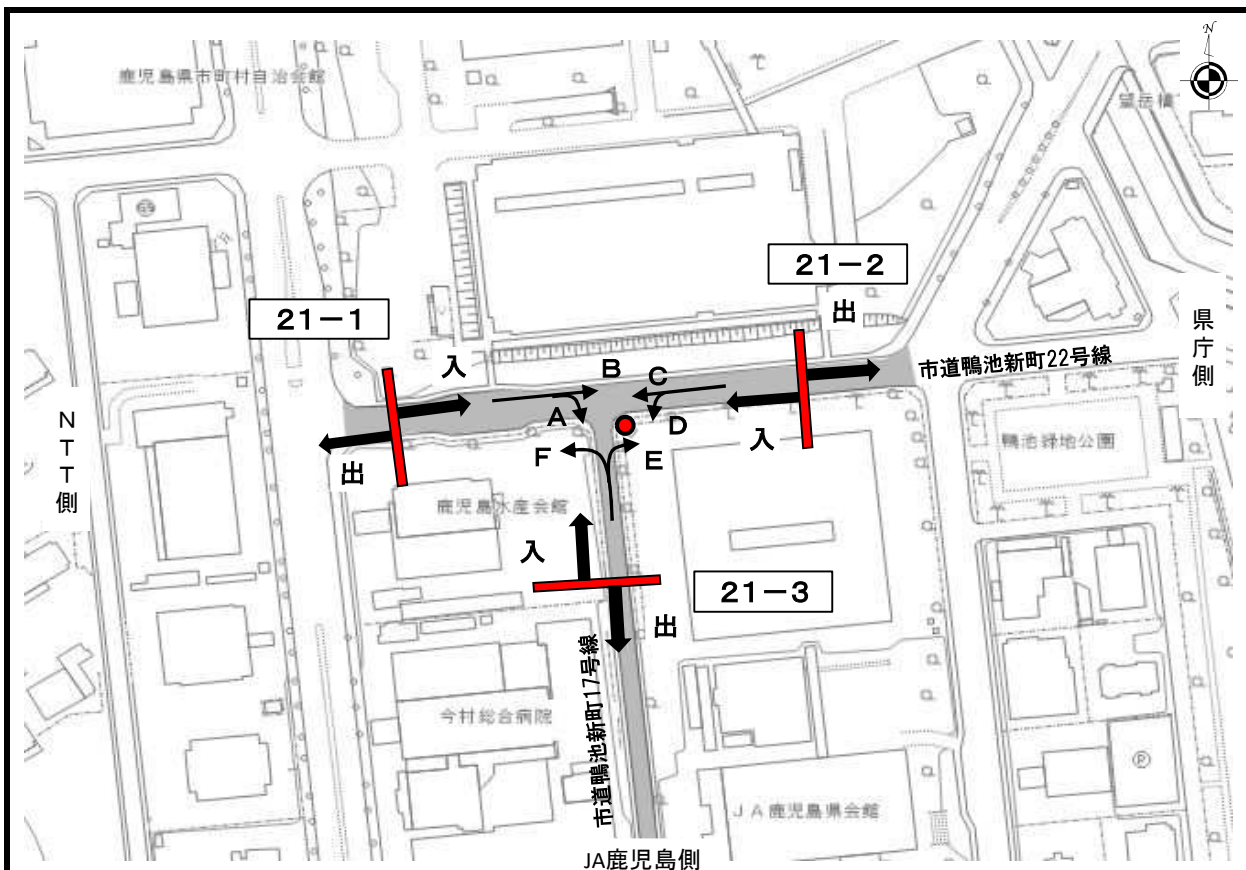 N
鹿児島県市町村自治会館
21－2
21－1
出
入
県庁側
市道鴨池新町22号線
B
C
NTT側
A
D
出
F
E
入
鴨池緑地公園
鹿児島水産会館
入
21－3
出
市道鴨池新町17号線
今村総合病院
P
JA鹿児島県会館
JA鹿児島側